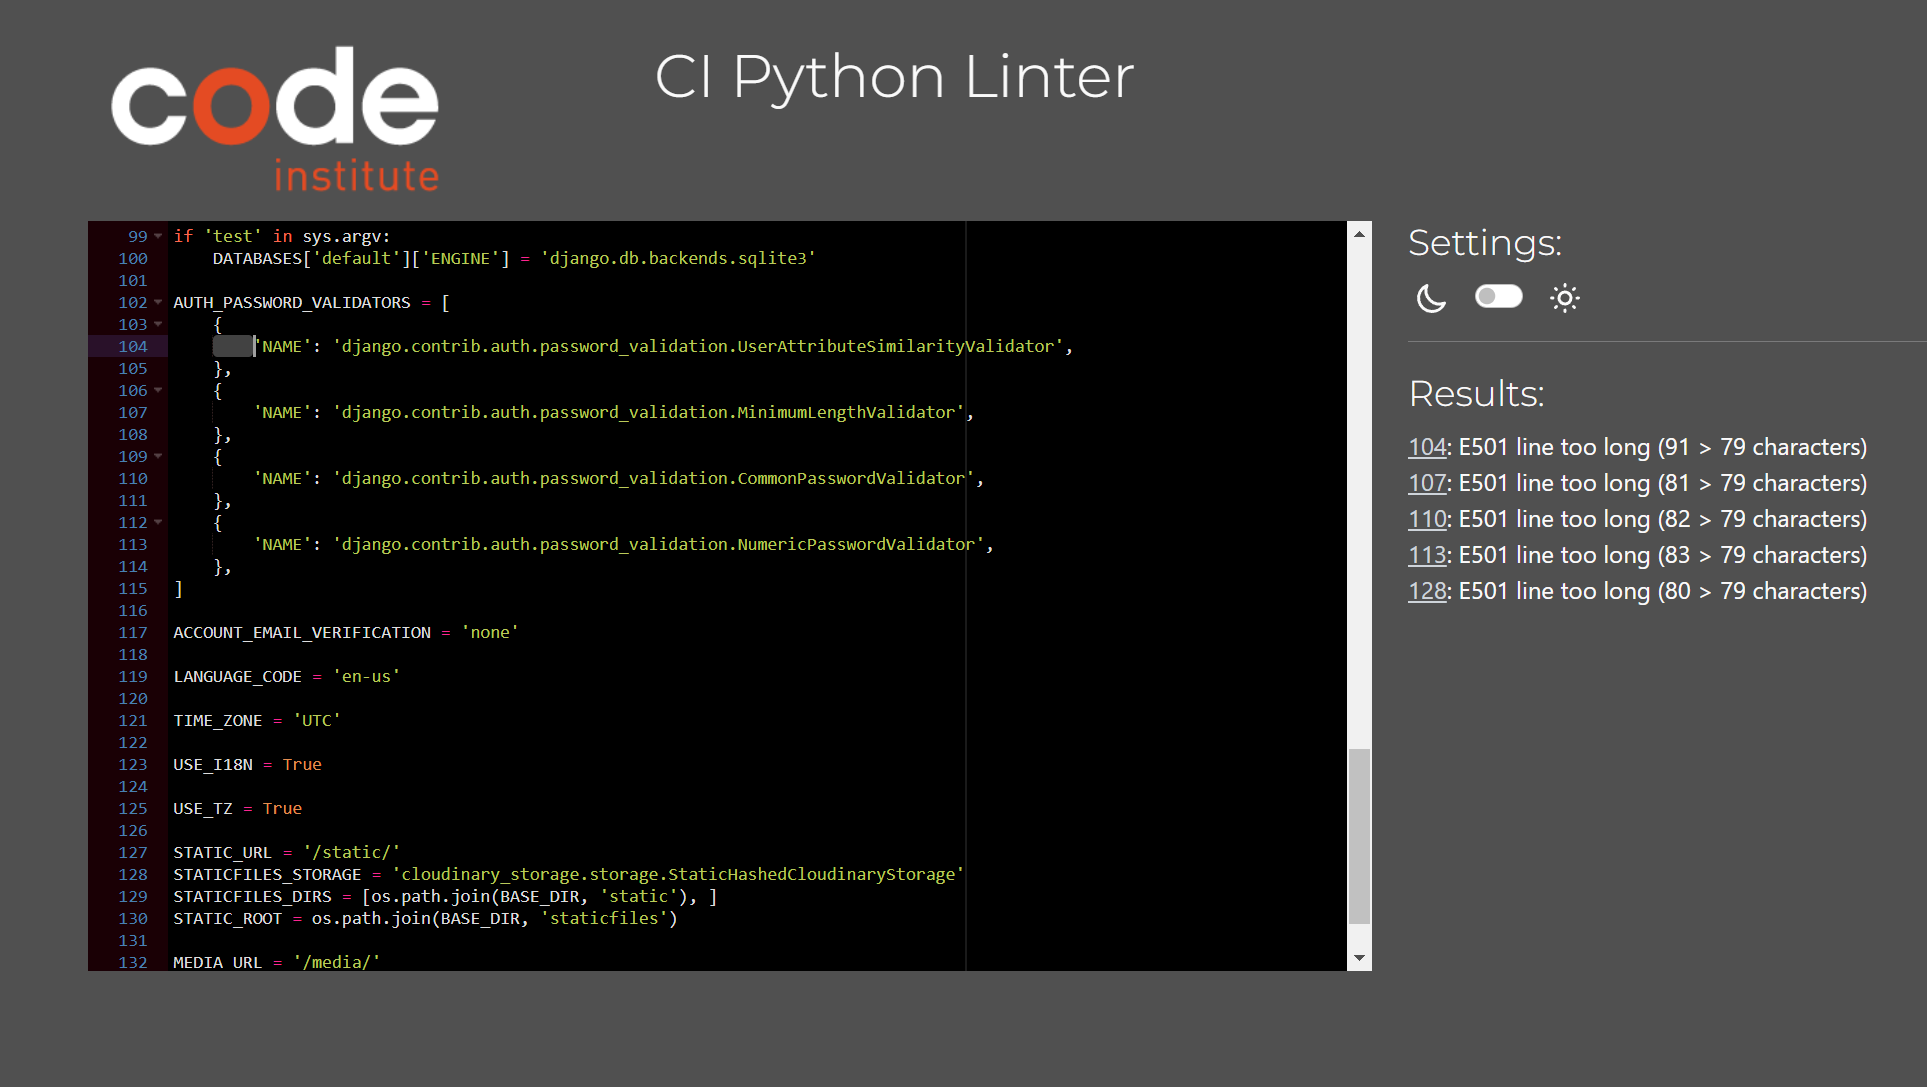 code
institute
CI Python Linter
99 if 'test' in sys.argv:
100     DATABASES['default']['ENGINE'] = 'django.db.backends.sqlite3'
101
102 AUTH_PASSWORD_VALIDATORS = [
103     {
104         'NAME': 'django.contrib.auth.password_validation.UserAttributeSimilarityValidator',
105     },
106     {
107         'NAME': 'django.contrib.auth.password_validation.MinimumLengthValidator',
108     },
109     {
110         'NAME': 'django.contrib.auth.password_validation.CommonPasswordValidator',
111     },
112     {
113         'NAME': 'django.contrib.auth.password_validation.NumericPasswordValidator',
114     },
115 ]
116
117 ACCOUNT_EMAIL_VERIFICATION = 'none'
118
119 LANGUAGE_CODE = 'en-us'
120
121 TIME_ZONE = 'UTC'
122
123 USE_I18N = True
124
125 USE_TZ = True
126
127 STATIC_URL = '/static/'
128 STATICFILES_STORAGE = 'cloudinary_storage.storage.StaticHashedCloudinaryStorage'
129 STATICFILES_DIRS = [os.path.join(BASE_DIR, 'static'), ]
130 STATIC_ROOT = os.path.join(BASE_DIR, 'staticfiles')
131
132 MEDIA_URL = '/media/'
Settings:
Results:
104: E501 line too long (91 > 79 characters)
107: E501 line too long (81 > 79 characters)
110: E501 line too long (82 > 79 characters)
113: E501 line too long (83 > 79 characters)
128: E501 line too long (80 > 79 characters)